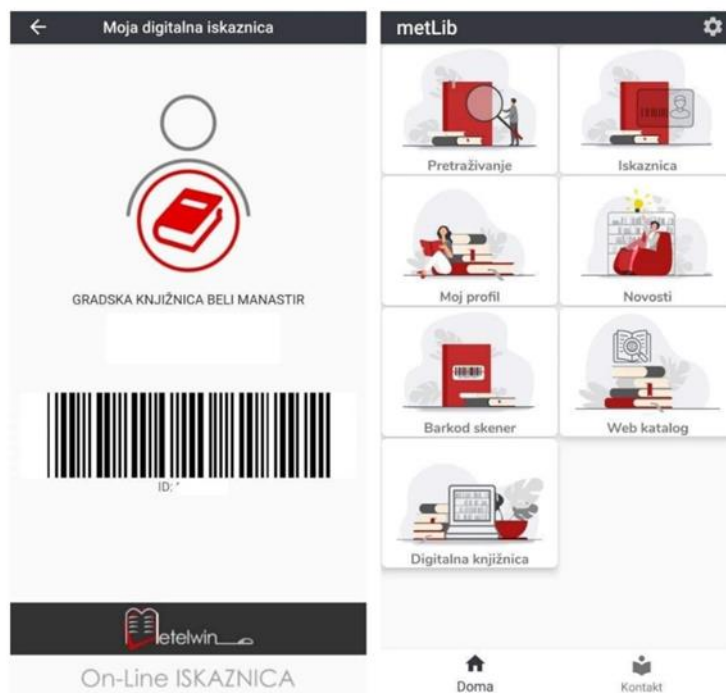 Moja digitalna iskaznica
GRADSKA KNJIŽNICA BELI MANASTIR
ID:
etelwin
On-Line ISKAZNICA
metLib
Pretraživanje
Iskaznica
Moj profil
Novosti
Barkod skener
Web katalog
Digitalna knjižnica
Doma
Kontakt